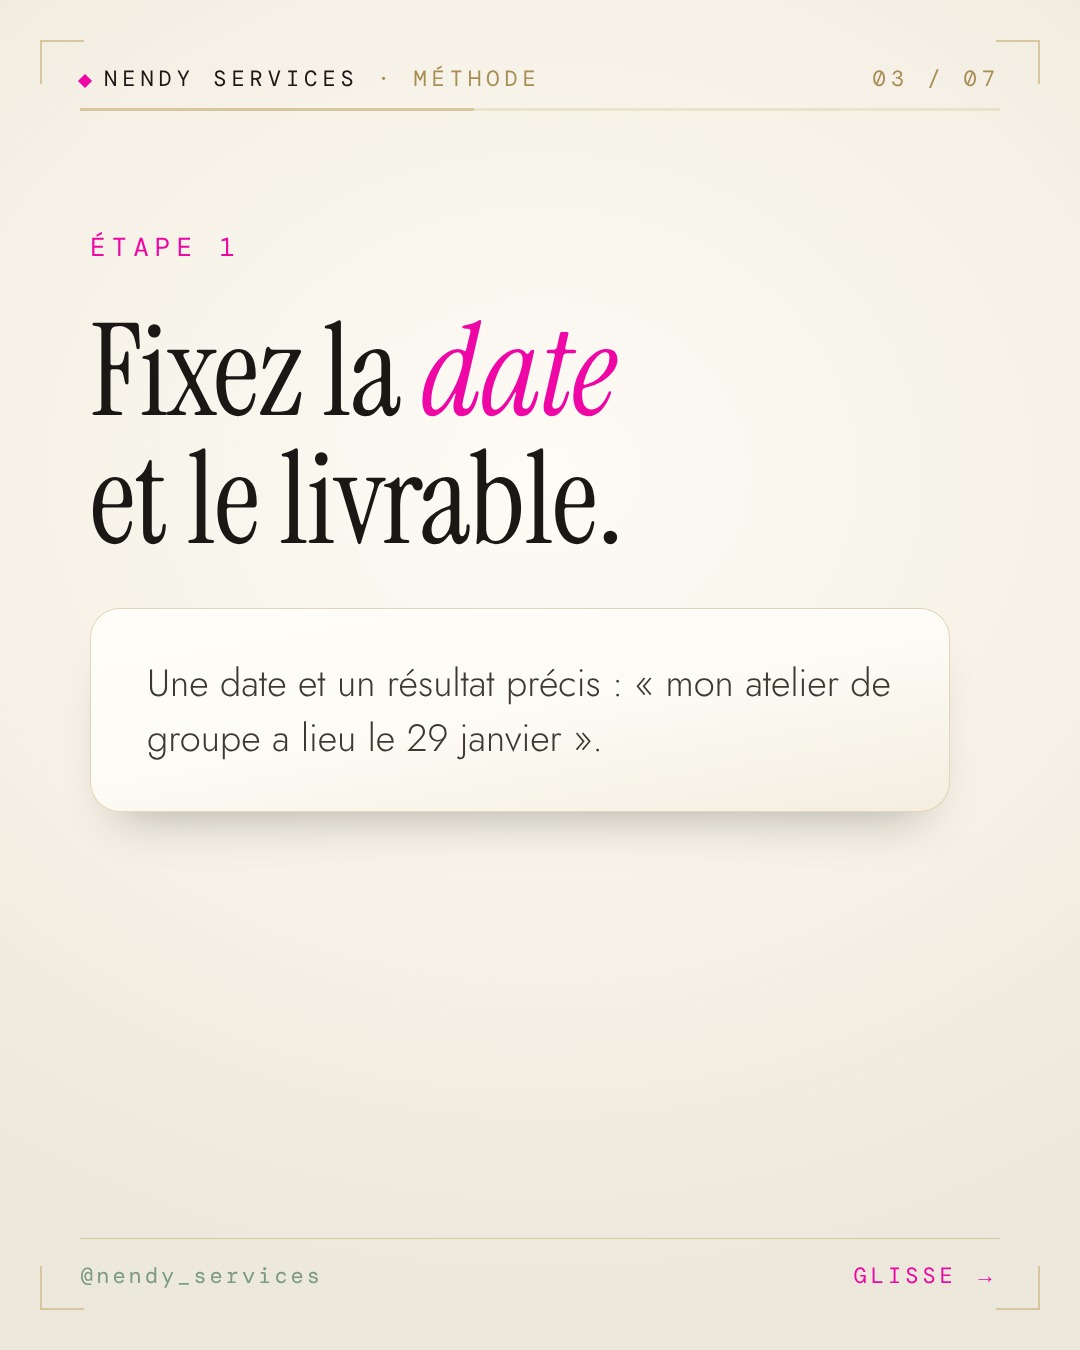 ◆ NENDY SERVICES · MÉTHODE 03 / 07
ÉTAPE 1
Fixez la date
et le livrable.
Une date et un résultat précis : « mon atelier de
groupe a lieu le 29 janvier ».
@nendy_services GLISSE →